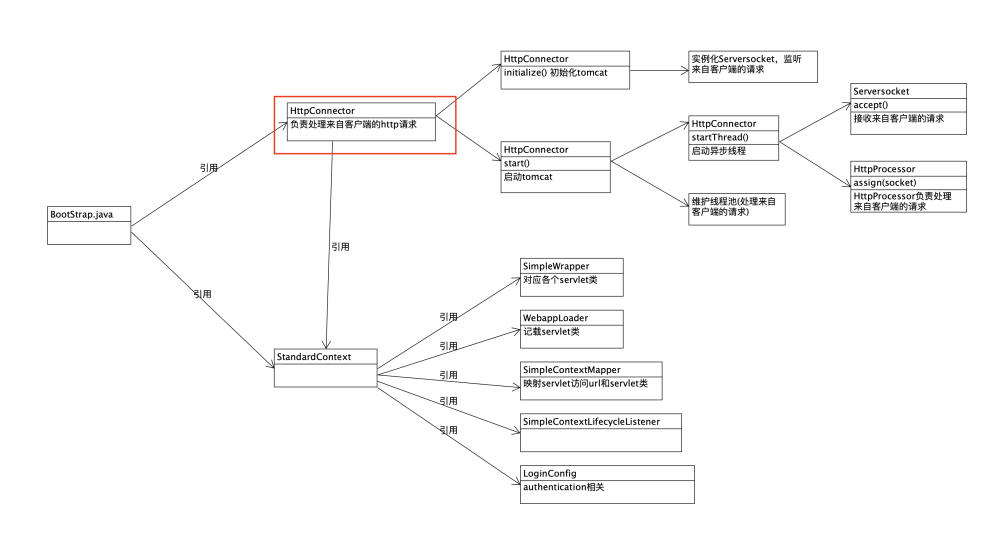 BootStrap.java
引用
引用
HttpConnector
负责处理来自客户端的http请求
引用
HttpConnector
initialize() 初始化tomcat
实例化Serversocket，监听
来自客户端的请求
HttpConnector
start()
启动tomcat
HttpConnector
startThread()
启动异步线程
维护线程池(处理来自
客户端的请求)
Serversocket
accept()
接收来自客户端的请求
HttpProcessor
assign(socket)
HttpProcessor负责处理
来自客户端的请求
StandardContext
引用
引用
引用
引用
引用
SimpleWrapper
对应各个servlet类
WebappLoader
记载servlet类
SimpleContextMapper
映射servlet访问url和servlet类
SimpleContextLifecycleListener
LoginConfig
authentication相关